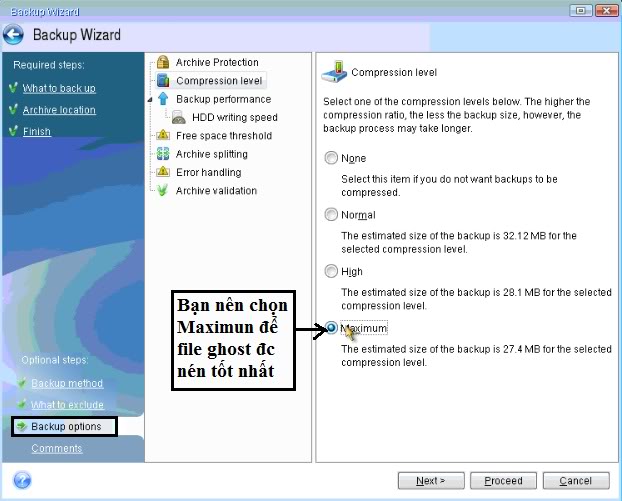 Backup Wizard
Backup Wizard
Required steps:
What to back up
Archive location
Finish
Optional steps:
Backup method
What to exclude
Backup options
Comments
Archive Protection
Compression level
Backup performance
HDD writing speed
Free space threshold
Archive splitting
Error handling
Archive validation
Compression level
Select one of the compression levels below. The higher the
compression ratio, the less the backup size, however, the
backup process may take longer.
None
Select this item if you do not want backups to be
compressed.
Normal
The estimated size of the backup is 32.12 MB for the
selected compression level.
High
The estimated size of the backup is 28.1 MB for the selected
compression level.
Maximum
The estimated size of the backup is 27.4 MB for the selected
compression level.
Bạn nên chọn
Maximun để
file ghost đc
nén tốt nhất
Next >
Proceed
Cancel